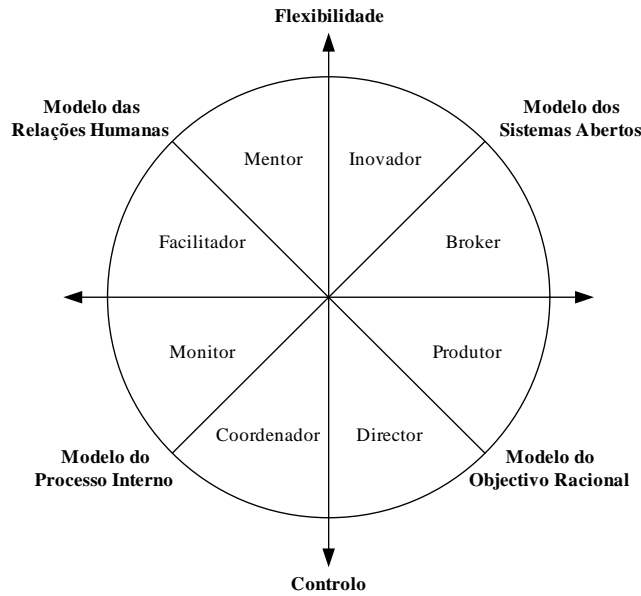 Flexibilidade
Modelo das
Relações Humanas
Modelo dos
Sistemas Abertos
Mentor
Inovador
Facilitador
Broker
Monitor
Produtor
Coordenador
Director
Modelo do
Processo Interno
Modelo do
Objectivo Racional
Controlo